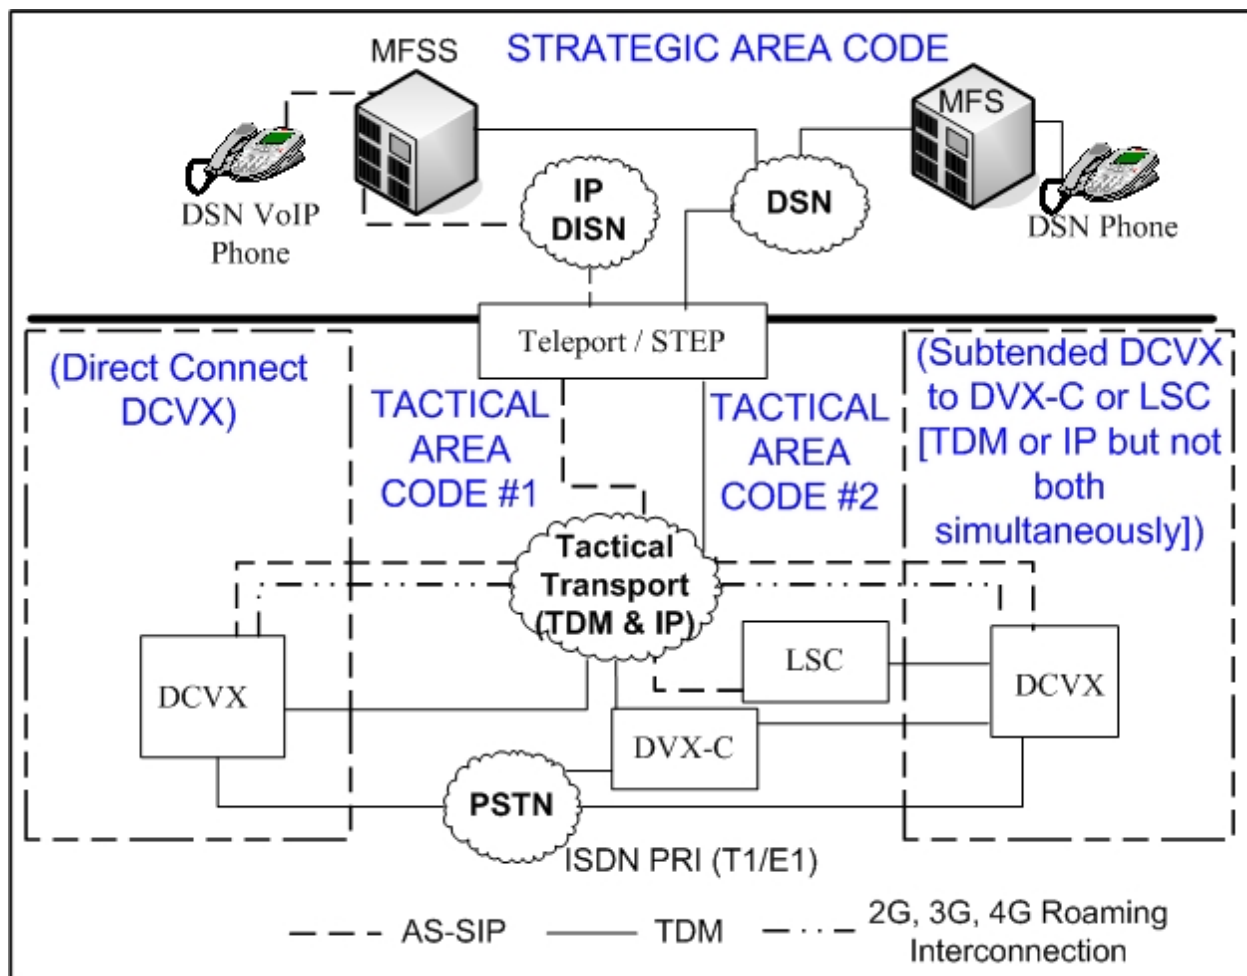 MFSS
STRATEGIC AREA CODE
MFS
IP
DISN
DSN
DSN VoIP
Phone
DSN Phone
Teleport / STEP
(Direct Connect
DCVX)
TACTICAL
AREA
CODE #1
TACTICAL
AREA
CODE #2
(Subtended DCVX
to DVX-C or LSC
[TDM or IP but not
both
simultaneously])
Tactical
Transport
(TDM & IP)
LSC
DCVX
DCVX
DVX-C
PSTN
ISDN PRI (T1/E1)
AS-SIP
TDM
2G, 3G, 4G Roaming
Interconnection